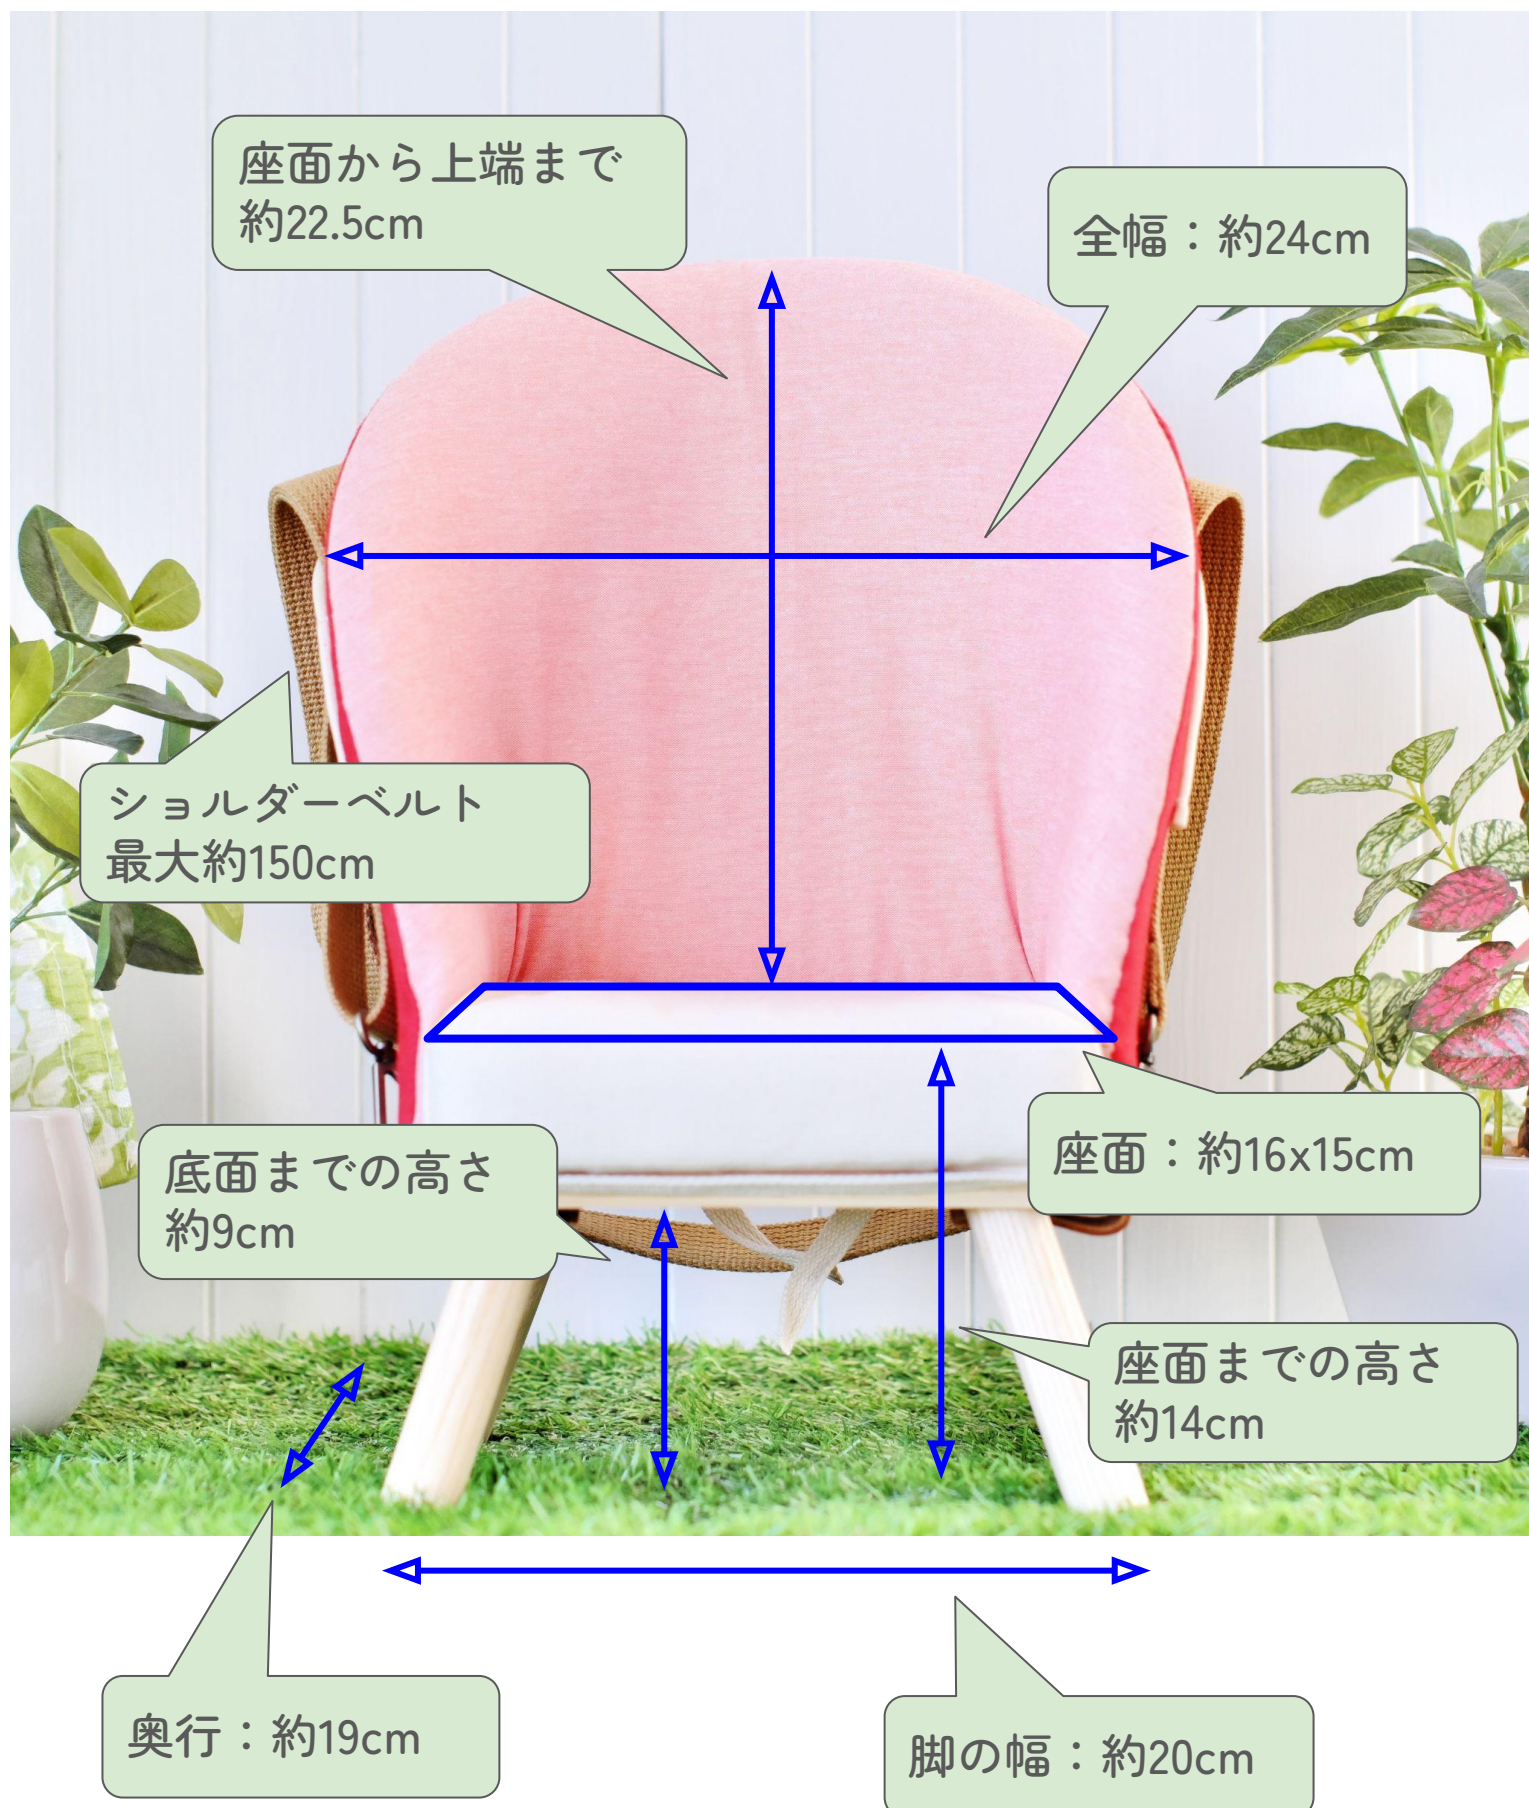 座面から上端まで
約22.5cm
全幅：約24cm
ショルダーベルト
最大約150cm
座面：約16x15cm
底面までの高さ
約9cm
座面までの高さ
約14cm
奥行：約19cm
脚の幅：約20cm